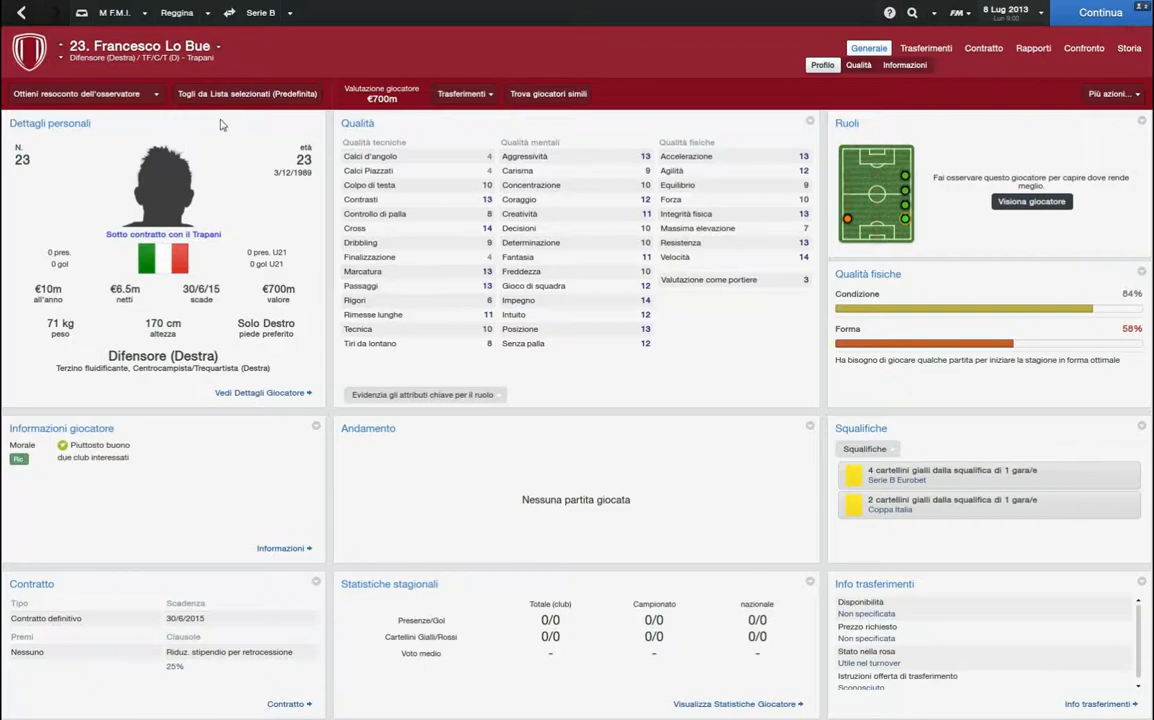 M F.M.I. Reggina Serie B FM 8 Lug 2013 Continua 2
Lun 9:00
23. Francesco Lo Bue
Difensore (Destra) / TF/C/T (D) - Trapani
Generale Trasferimenti Contratto Rapporti Confronto Storia
Profilo Qualità Informazioni
Ottieni resoconto dell'osservatore Togli da Lista selezionati (Predefinita) Valutazione giocatore Trasferimenti Trova giocatori simili Più azioni...
€700m
Dettagli personali
N.
23
età
23
3/12/1989
Sotto contratto con il Trapani
0 pres.
0 gol
0 pres. U21
0 gol U21
€10m €6.5m 30/6/15 €700m
all'anno netti scade valore
71 kg 170 cm Solo Destro
peso altezza piede preferito
Difensore (Destra)
Terzino fluidificante, Centrocampista/Trequartista (Destra)
Vedi Dettagli Giocatore
Qualità
Qualità tecniche Qualità mentali Qualità fisiche
Calci d'angolo 4 Aggressività 13 Accelerazione 13
Calci Piazzati 4 Carisma 9 Agilità 12
Colpo di testa 10 Concentrazione 10 Equilibrio 9
Contrasti 13 Coraggio 12 Forza 10
Controllo di palla 8 Creatività 11 Integrità fisica 13
Cross 14 Decisioni 10 Massima elevazione 7
Dribbling 9 Determinazione 10 Resistenza 13
Finalizzazione 4 Fantasia 11 Velocità 14
Marcatura 13 Freddezza 10 Valutazione come portiere 3
Passaggi 13 Gioco di squadra 12
Rigori 6 Impegno 14
Rimesse lunghe 11 Intuito 12
Tecnica 10 Posizione 13
Tiri da lontano 8 Senza palla 12
Evidenzia gli attributi chiave per il ruolo
Ruoli
Fai osservare questo giocatore per capire dove rende
meglio.
Visiona giocatore
Qualità fisiche
Condizione 84%
Forma 58%
Ha bisogno di giocare qualche partita per iniziare la stagione in forma ottimale
Informazioni giocatore
Morale Piuttosto buono
Ric due club interessati
Informazioni
Andamento
Nessuna partita giocata
Squalifiche
Squalifiche
4 cartellini gialli dalla squalifica di 1 gara/e
Serie B Eurobet
2 cartellini gialli dalla squalifica di 1 gara/e
Coppa Italia
Contratto
Tipo Scadenza
Contratto definitivo 30/6/2015
Premi Clausole
Nessuno Riduz. stipendio per retrocessione
25%
Contratto
Statistiche stagionali
Totale (club) Campionato nazionale
Presenze/Gol 0/0 0/0 0/0
Cartellini Gialli/Rossi 0/0 0/0 0/0
Voto medio - - -
Visualizza Statistiche Giocatore
Info trasferimenti
Disponibilità
Non specificata
Prezzo richiesto
Non specificata
Stato nella rosa
Utile nel turnover
Istruzioni offerta di trasferimento
Sconosciuto
Info trasferimenti